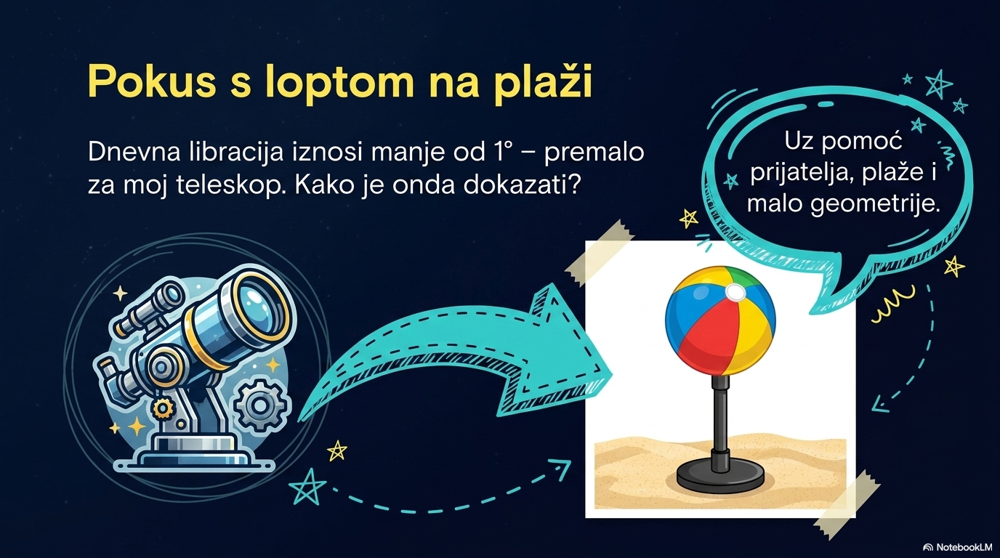 Pokus s loptom na plaži
Dnevna libracija iznosi manje od 1° – premalo
za moj teleskop. Kako je onda dokazati?
Uz pomoć
prijatelja, plaže i
malo geometrije.
NotebookLM